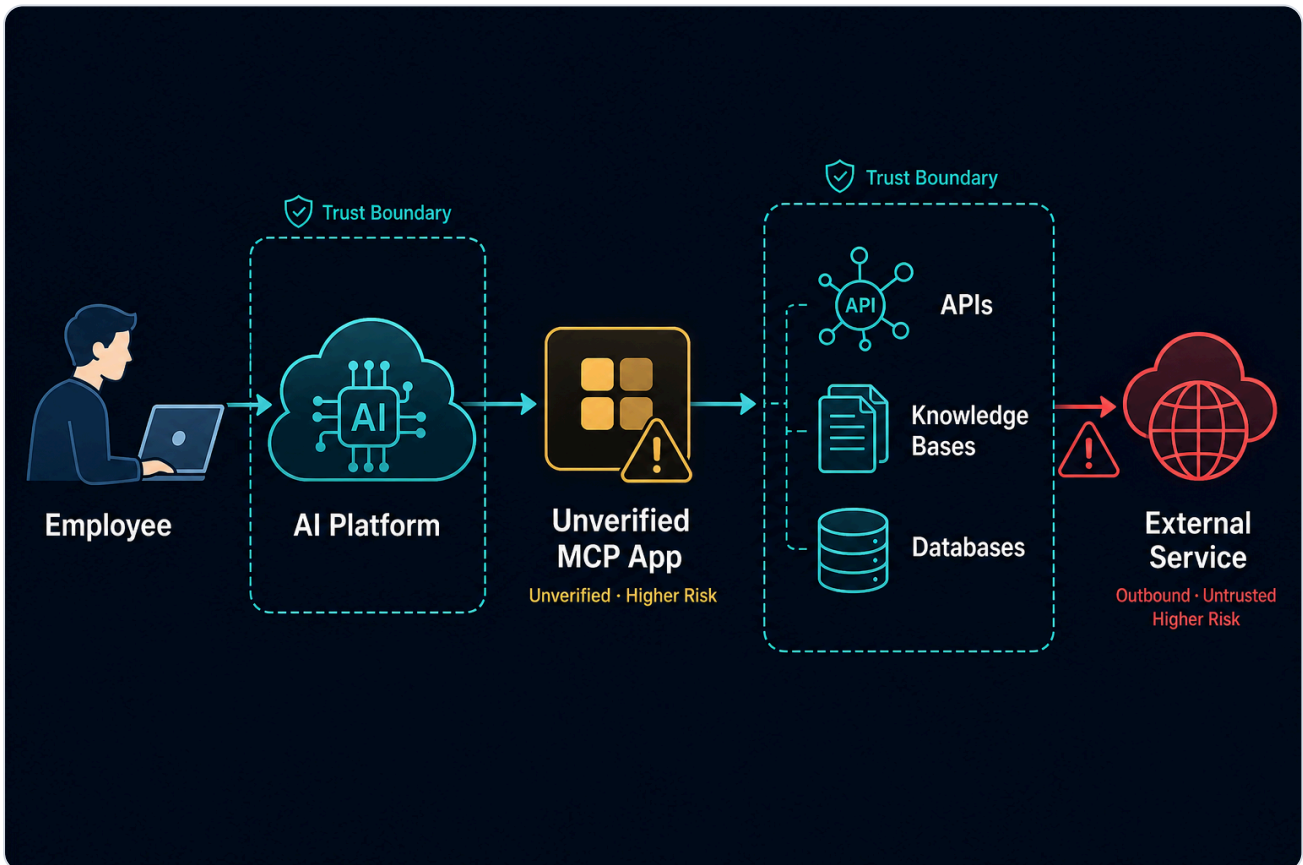 Trust Boundary
Trust Boundary
API
APIs
AI
Knowledge
Bases
Employee
AI Platform
Unverified
MCP App
Unverified · Higher Risk
Databases
External
Service
Outbound · Untrusted
Higher Risk